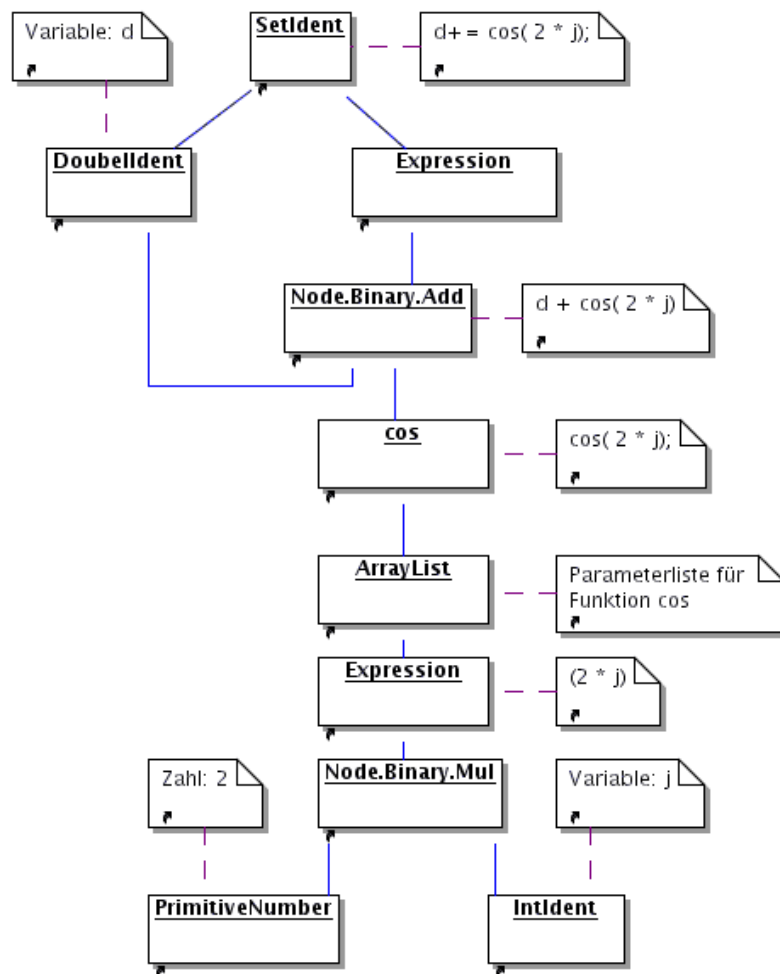 Variable: d
SetIdent
d+ = cos( 2 * j);
DoubelIdent
Expression
Node.Binary.Add
d + cos( 2 * j)
cos
cos( 2 * j);
ArrayList
Parameterliste für
Funktion cos
Expression
(2 * j)
Zahl: 2
Node.Binary.Mul
Variable: j
PrimitiveNumber
IntIdent